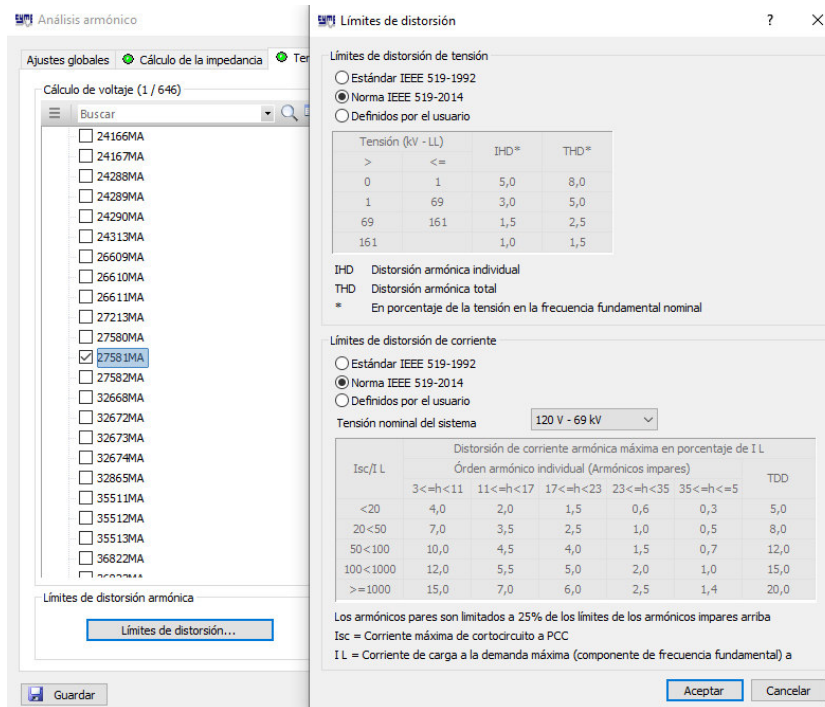 Análisis armónico
Ajustes globales Cálculo de la impedancia Ter
Cálculo de voltaje (1 / 646)
Buscar
24166MA
24167MA
24288MA
24289MA
24290MA
24313MA
26609MA
26610MA
26611MA
27213MA
27580MA
27581MA
27582MA
32668MA
32672MA
32673MA
32674MA
32865MA
35511MA
35512MA
35513MA
36822MA
Límites de distorsión armónica
Límites de distorsión...
Guardar
Límites de distorsión ? X
Límites de distorsión de tensión
Estándar IEEE 519-1992
Norma IEEE 519-2014
Definidos por el usuario
Tensión (kV - LL) IHD* THD*
> <=
0 1 5,0 8,0
1 69 3,0 5,0
69 161 1,5 2,5
161 1,0 1,5
IHD Distorsión armónica individual
THD Distorsión armónica total
* En porcentaje de la tensión en la frecuencia fundamental nominal
Límites de distorsión de corriente
Estándar IEEE 519-1992
Norma IEEE 519-2014
Definidos por el usuario
Tensión nominal del sistema 120 V - 69 kV
Distorsión de corriente armónica máxima en porcentaje de I L
Isc/I L Órden armónico individual (Armónicos impares) TDD
3<=h<11 11<=h<17 17<=h<23 23<=h<35 35<=h<=5
<20 4,0 2,0 1,5 0,6 0,3 5,0
20<50 7,0 3,5 2,5 1,0 0,5 8,0
50<100 10,0 4,5 4,0 1,5 0,7 12,0
100<1000 12,0 5,5 5,0 2,0 1,0 15,0
>=1000 15,0 7,0 6,0 2,5 1,4 20,0
Los armónicos pares son limitados a 25% de los límites de los armónicos impares arriba
Isc = Corriente máxima de cortocircuito a PCC
I L = Corriente de carga a la demanda máxima (componente de frecuencia fundamental) a
Aceptar Cancelar